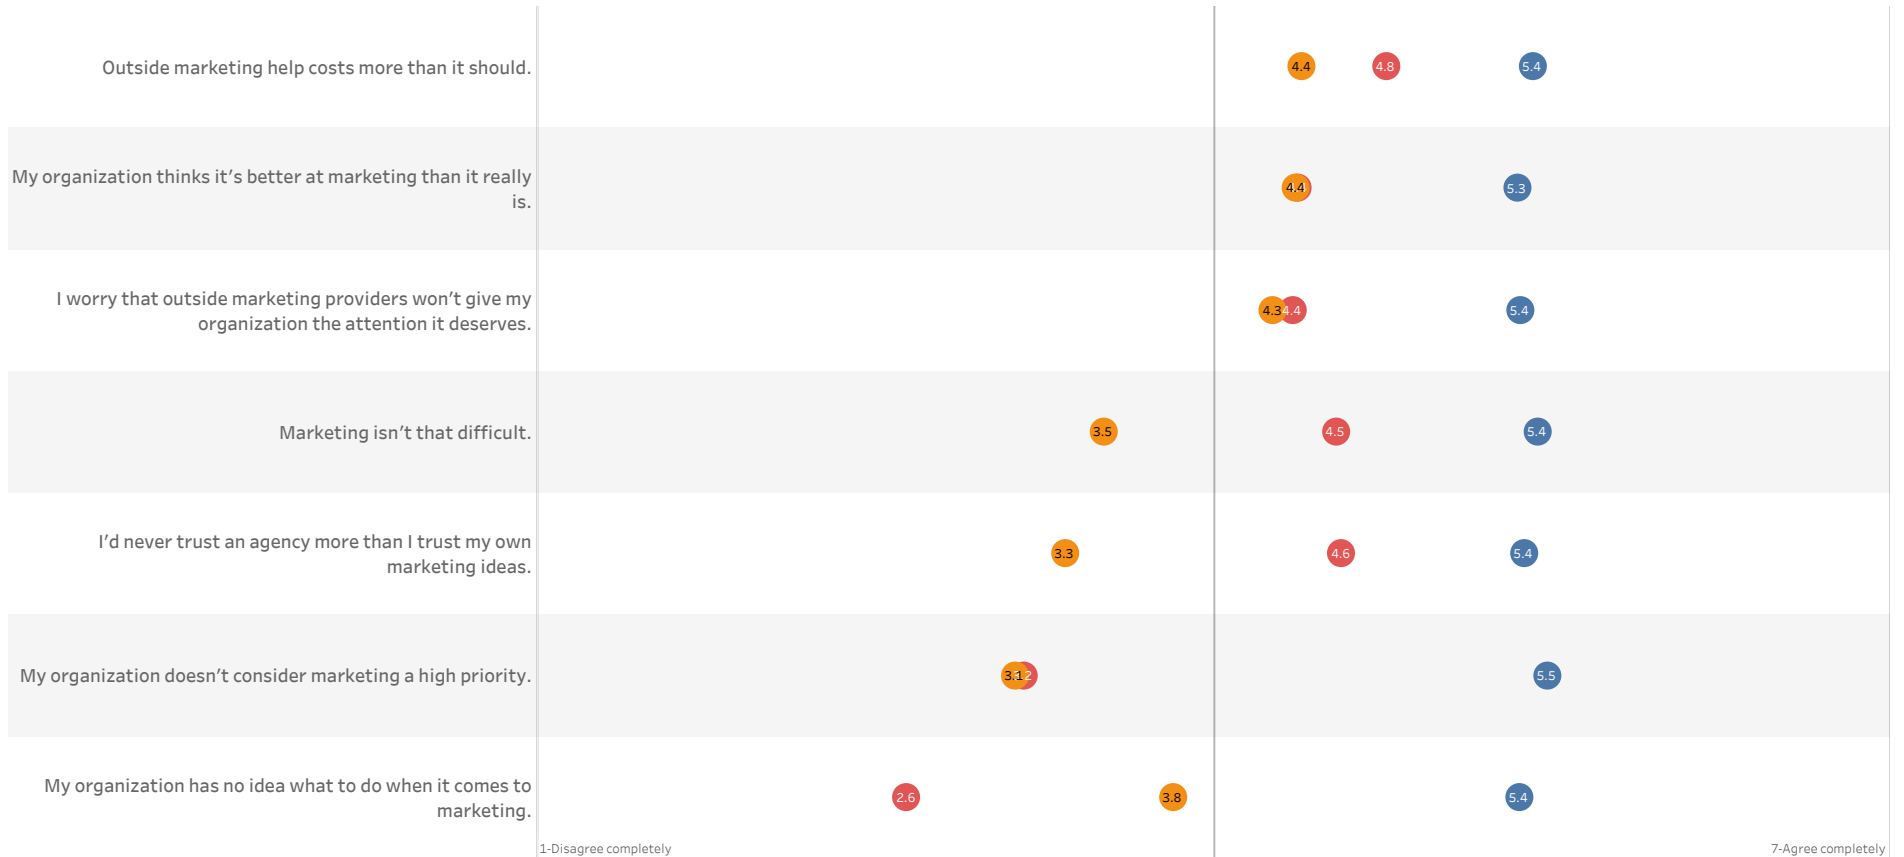 Outside marketing help costs more than it should.
4.4 4.8 5.4
My organization thinks it's better at marketing than it really
is.
4.4 5.3
I worry that outside marketing providers won't give my
organization the attention it deserves.
4.3 4.4 5.4
Marketing isn't that difficult.
3.5 4.5 5.4
I'd never trust an agency more than I trust my own
marketing ideas.
3.3 4.6 5.4
My organization doesn't consider marketing a high priority.
3.1 5.5
My organization has no idea what to do when it comes to
marketing.
2.6 3.8 5.4
1-Disagree completely 7-Agree completely